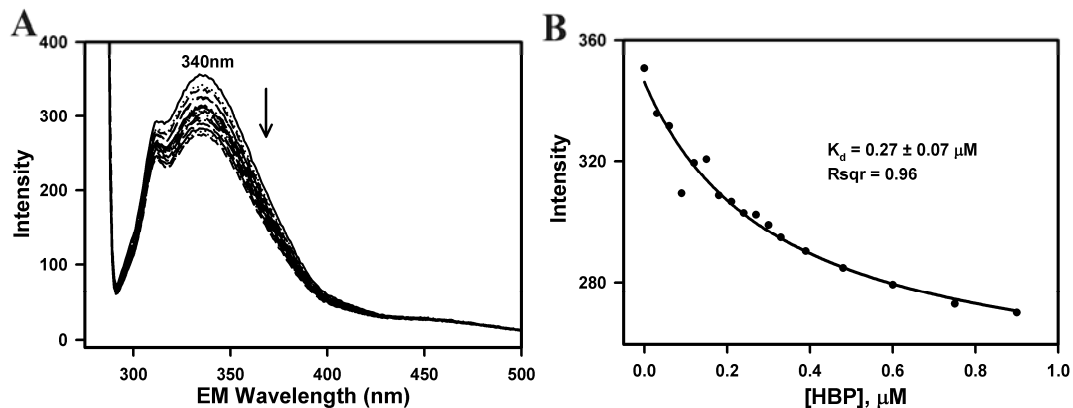 A
400
300
200
100
0
Intensity
340nm
300
350
400
450
500
EM Wavelength (nm)
B
360
320
280
Intensity
K_d = 0.27 ± 0.07 μM
Rsqr = 0.96
0.0
0.2
0.4
0.6
0.8
1.0
[HBP], μM